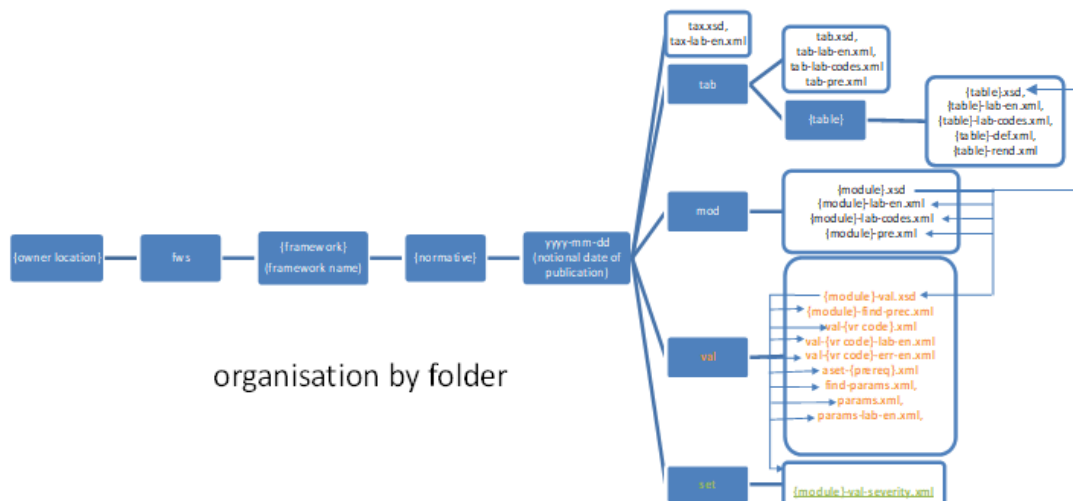 tax.xsd,
tax-lab-en.xml
tab.xsd,
tab-lab-en.xml,
tab-lab-codes.xml
tab-pre.xml
tab
{table}
{table}.xsd,
{table}-lab-en.xml,
{table}-lab-codes.xml,
{table}-def.xml,
{table}-rend.xml
mod
{module}.xsd
{module}-lab-en.xml
{module}-lab-codes.xml
{module}-pre.xml
{owner location}
fws
{framework}
(framework name)
{normative}
yyyy-mm-dd
(notional date of
publication)
val
{module}-val.xsd
{module}-find-prec.xml
val-{vr code}.xml
val-{vr code}-lab-en.xml
val-{vr code}-err-en.xml
aset-{prereq}.xml
find-params.xml,
params.xml,
params-lab-en.xml,
organisation by folder
set
{module}-val-severity.xml